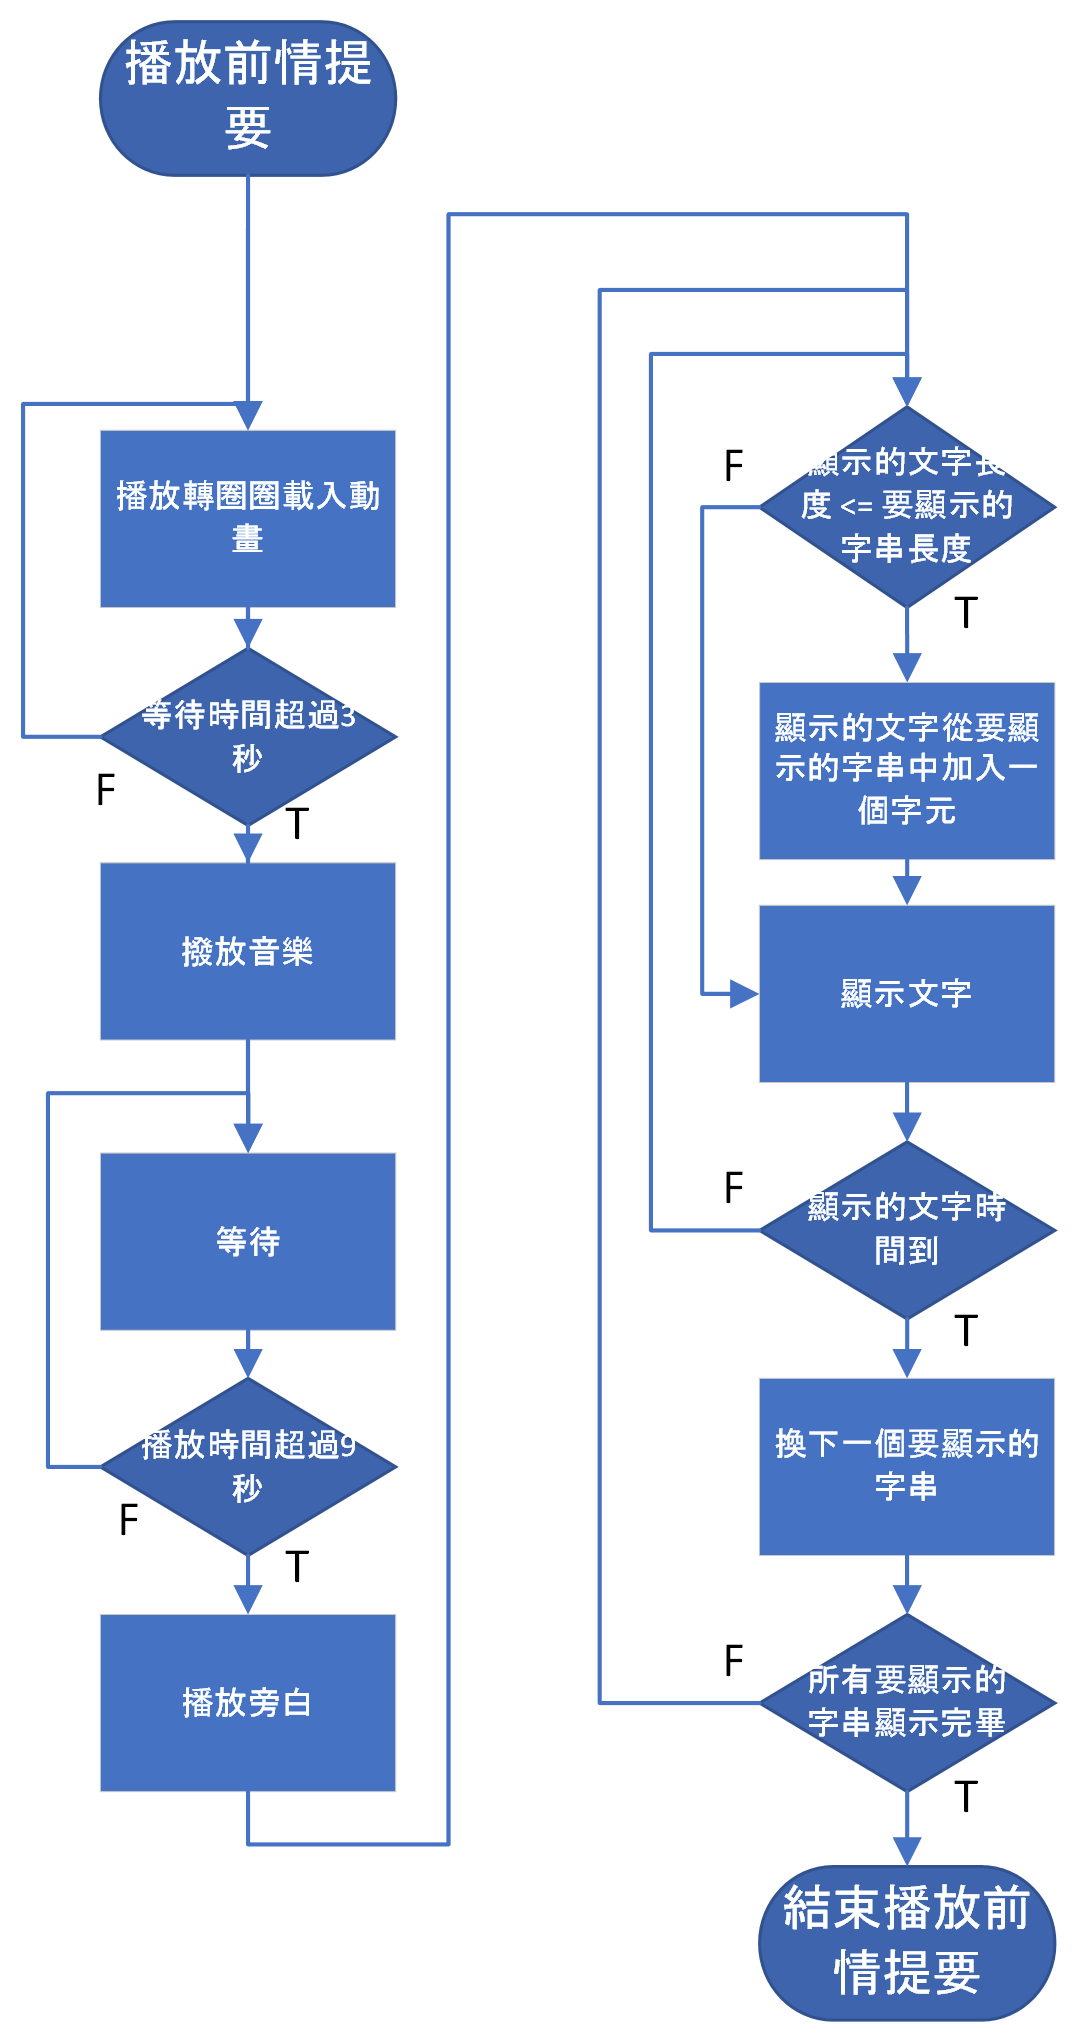 播放前情提
要
播放轉圈圈載入動
畫
等待時間超過3
秒
F
T
撥放音樂
等待
播放時間超過9
秒
F
T
播放旁白
顯示的文字長
度 <= 要顯示的
字串長度
F
T
顯示的文字從要顯
示的字串中加入一
個字元
顯示文字
顯示的文字時
間到
F
T
換下一個要顯示的
字串
所有要顯示的
字串顯示完畢
F
T
結束播放前
情提要